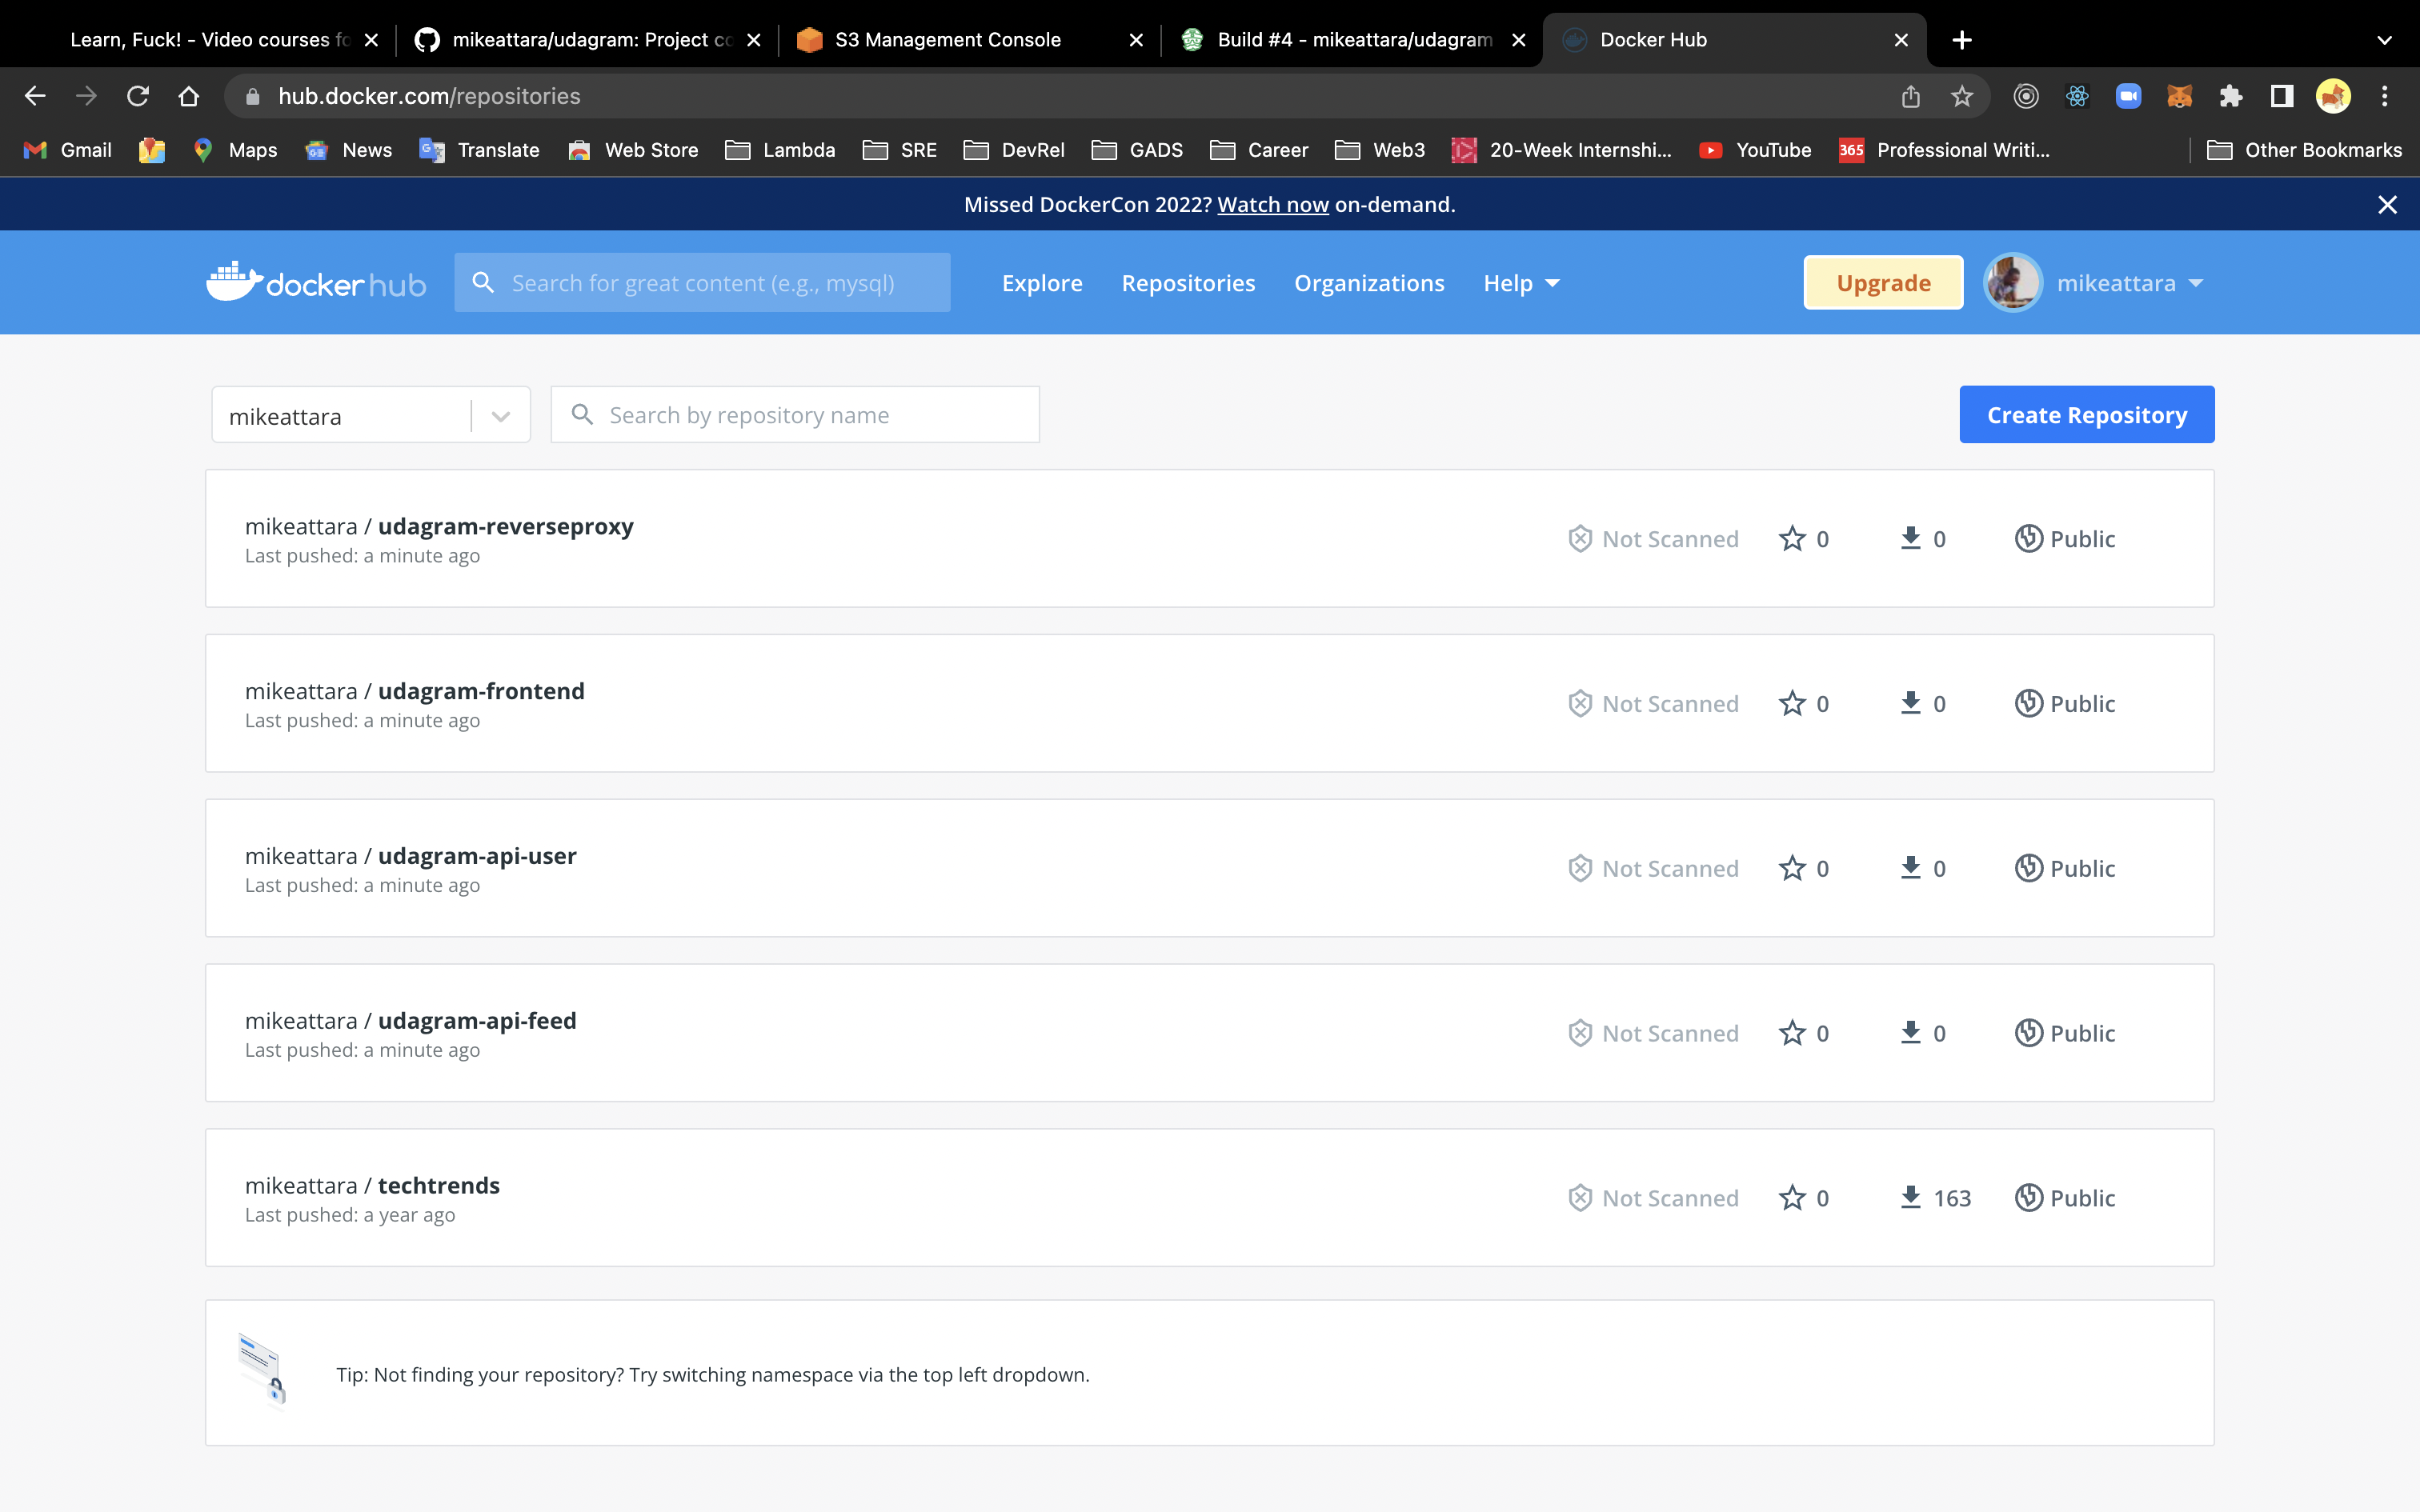 Learn, Fuck! - Video courses fo
mikeattara/udagram: Project co
S3 Management Console
Build #4 - mikeattara/udagram
Docker Hub
hub.docker.com/repositories
Gmail
Maps
News
Translate
Web Store
Lambda
SRE
DevRel
GADS
Career
Web3
20-Week Internshi...
YouTube
365
Professional Writi...
Other Bookmarks
Missed DockerCon 2022? Watch now on-demand.
docker hub
Search for great content (e.g., mysql)
Explore
Repositories
Organizations
Help
Upgrade
mikeattara
mikeattara
Search by repository name
Create Repository
mikeattara / udagram-reverseproxy
Last pushed: a minute ago
Not Scanned
0
0
Public
mikeattara / udagram-frontend
Last pushed: a minute ago
Not Scanned
0
0
Public
mikeattara / udagram-api-user
Last pushed: a minute ago
Not Scanned
0
0
Public
mikeattara / udagram-api-feed
Last pushed: a minute ago
Not Scanned
0
0
Public
mikeattara / techtrends
Last pushed: a year ago
Not Scanned
0
163
Public
Tip: Not finding your repository? Try switching namespace via the top left dropdown.